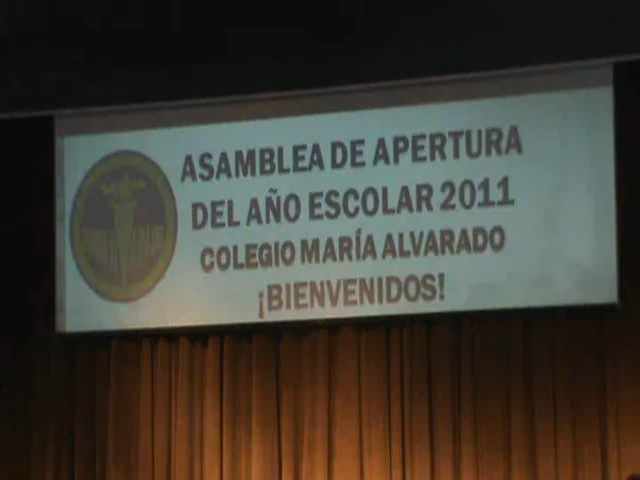 ASAMBLEA DE APERTURA
DEL AÑO ESCOLAR 2011
COLEGIO MARÍA ALVARADO
¡BIENVENIDOS!